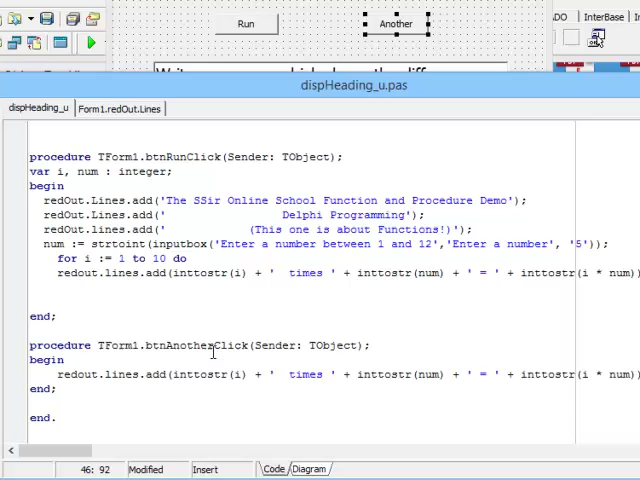 Run
Another
ADO
InterBase
dispHeading_u.pas
dispHeading_u
Form1.redOut.Lines
procedure TForm1.btnRunClick(Sender: TObject);
var i, num : integer;
begin
redOut.Lines.add('The SSir Online School Function and Procedure Demo');
redOut.Lines.add('                Delphi Programming');
redOut.Lines.add('            (This one is about Functions!)');
num := strtoint(inputbox('Enter a number between 1 and 12','Enter a number', '5'));
for i := 1 to 10 do
redout.lines.add(inttostr(i) + '  times ' + inttostr(num) + ' = ' + inttostr(i * num))
end;
procedure TForm1.btnAnotherClick(Sender: TObject);
begin
redout.lines.add(inttostr(i) + '  times ' + inttostr(num) + ' = ' + inttostr(i * num))
end;
end.
46: 92
Modified
Insert
Code
Diagram